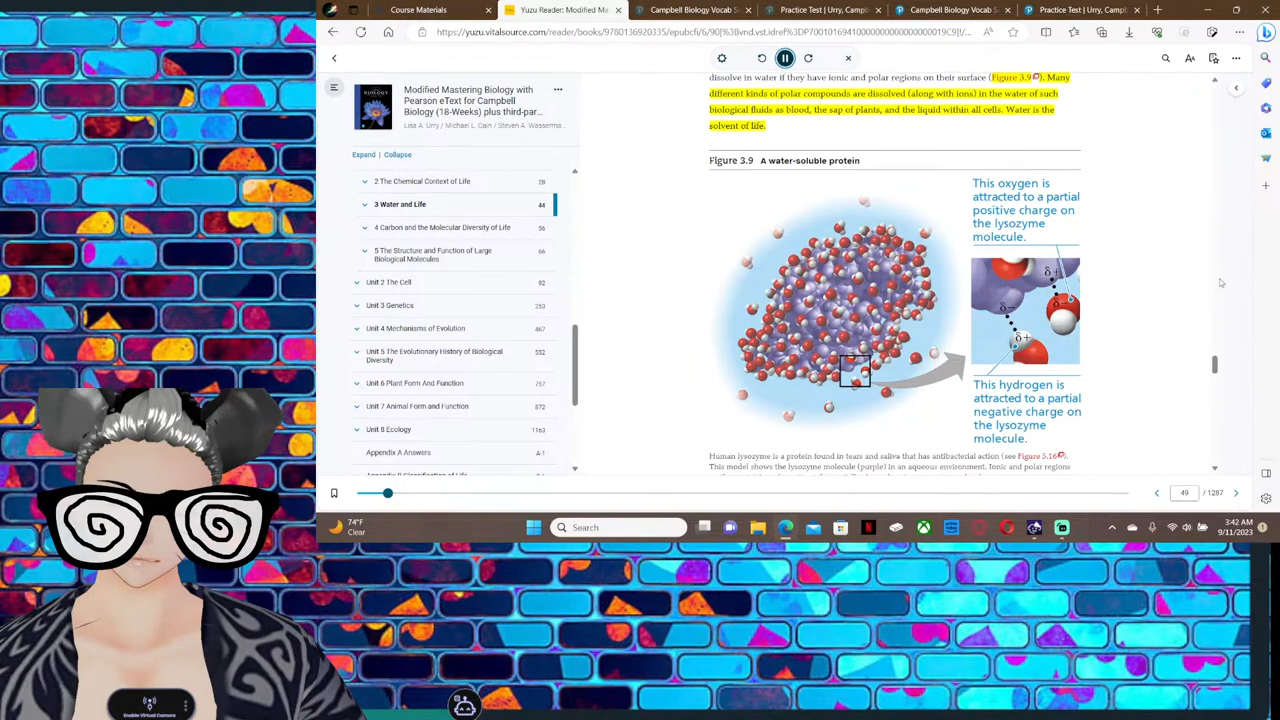 Course Materials
Yuzu Reader: Modified Ma
Campbell Biology Vocab S
Practice Test | Urry, Camp
Campbell Biology Vocab S
Practice Test | Urry, Camp
https://yuzu.vitalsource.com/reader/books/9780136920335/epubcfi/6/90[
Modified Mastering Biology with
Pearson eText for Campbell
Biology (18-Weeks) plus third-par...
Lisa A. Urry / Michael L. Cain / Steven A. Wasserma...
Expand | Collapse
2 The Chemical Context of Life 28
3 Water and Life 44
4 Carbon and the Molecular Diversity of Life 56
5 The Structure and Function of Large 66
Biological Molecules
Unit 2 The Cell 92
Unit 3 Genetics 253
Unit 4 Mechanisms of Evolution 467
Unit 5 The Evolutionary History of Biological 552
Diversity
Unit 6 Plant Form And Function 757
Unit 7 Animal Form and Function 872
Unit 8 Ecology 1163
Appendix A Answers A-1
dissolve in water if they have ionic and polar regions on their surface (Figure 3.9). Many
different kinds of polar compounds are dissolved (along with ions) in the water of such
biological fluids as blood, the sap of plants, and the liquid within all cells. Water is the
solvent of life.
Figure 3.9 A water-soluble protein
This oxygen is
attracted to a partial
positive charge on
the lysozyme
molecule.
δ+
δ−
δ−
δ+
This hydrogen is
attracted to a partial
negative charge on
the lysozyme
molecule.
Human lysozyme is a protein found in tears and saliva that has antibacterial action (see Figure 5.16).
This model shows the lysozyme molecule (purple) in an aqueous environment. Ionic and polar regions
49 / 1287
74°F
Clear
Search
3:42 AM
9/11/2023
Enable Virtual Camera